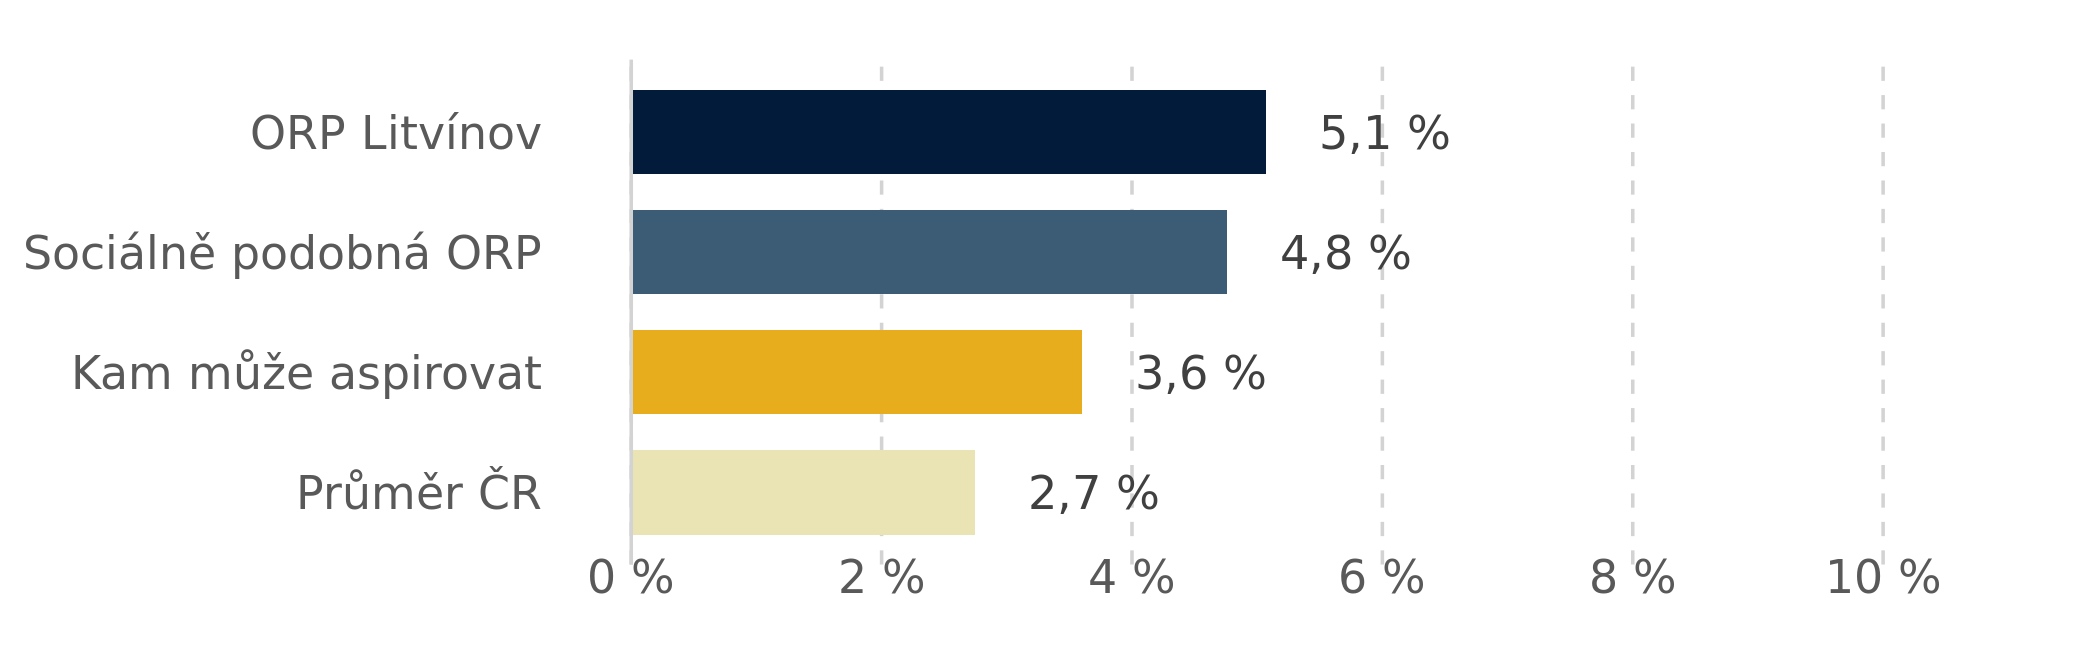 ORP Litvínov 5,1 %
Sociálně podobná ORP 4,8 %
Kam může aspirovat 3,6 %
Průměr ČR 2,7 %
0 % 2 % 4 % 6 % 8 % 10 %